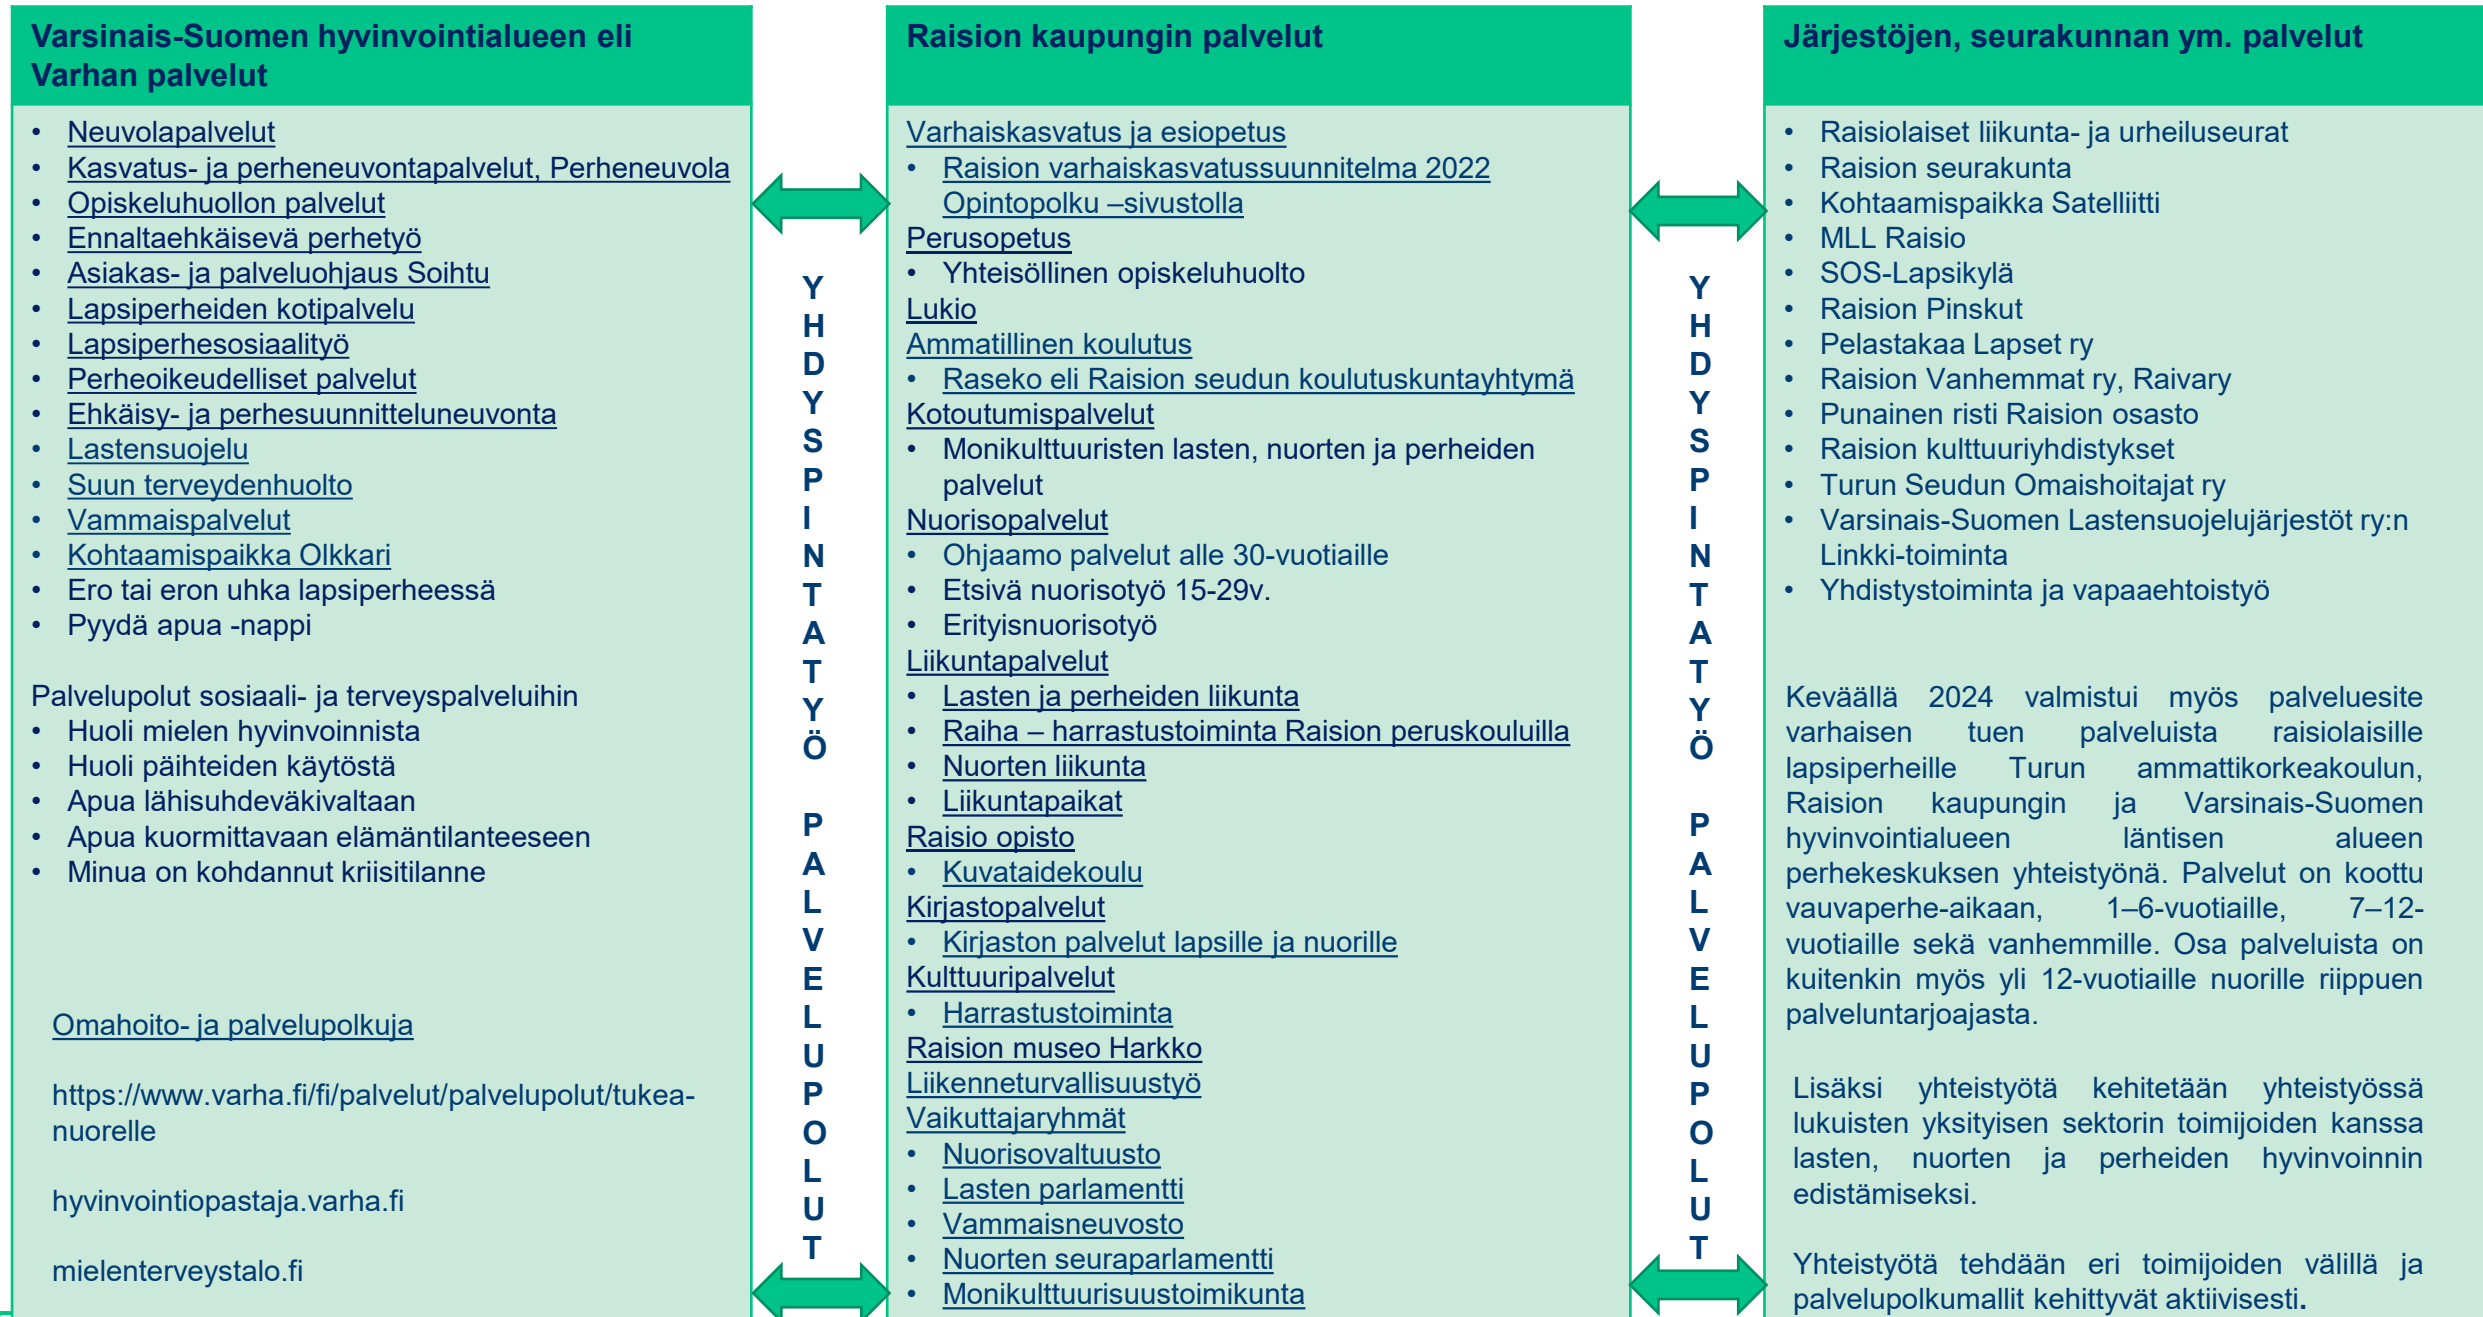 Varsinais-Suomen hyvinvointialueen eli
Varhan palvelut
• Neuvolapalvelut
• Kasvatus- ja perheneuvontapalvelut, Perheneuvola
• Opiskeluhuollon palvelut
• Ennaltaehkäisevä perhetyö
• Asiakas- ja palveluohjaus Soihtu
• Lapsiperheiden kotipalvelu
• Lapsiperhesosiaalityö
• Perheoikeudelliset palvelut
• Ehkäisy- ja perhesuunnitteluneuvonta
• Lastensuojelu
• Suun terveydenhuolto
• Vammaispalvelut
• Kohtaamispaikka Olkkari
• Ero tai eron uhka lapsiperheessä
• Pyydä apua -nappi
Palvelupolut sosiaali- ja terveyspalveluihin
• Huoli mielen hyvinvoinnista
• Huoli päihteiden käytöstä
• Apua lähisuhdeväkivaltaan
• Apua kuormittavaan elämäntilanteeseen
• Minua on kohdannut kriisitilanne
Omahoito- ja palvelupolkuja
https://www.varha.fi/fi/palvelut/palvelupolut/tukea-
nuorelle
hyvinvointiopastaja.varha.fi
mielenterveystalo.fi
YHDYSPINTATYÖ PALVELUPOLUT
Raision kaupungin palvelut
Varhaiskasvatus ja esiopetus
• Raision varhaiskasvatussuunnitelma 2022
Opintopolku –sivustolla
Perusopetus
• Yhteisöllinen opiskeluhuolto
Lukio
Ammatillinen koulutus
• Raseko eli Raision seudun koulutuskuntayhtymä
Kotoutumispalvelut
• Monikulttuuristen lasten, nuorten ja perheiden
palvelut
Nuorisopalvelut
• Ohjaamo palvelut alle 30-vuotiaille
• Etsivä nuorisotyö 15-29v.
• Erityisnuorisotyö
Liikuntapalvelut
• Lasten ja perheiden liikunta
• Raiha – harrastustoiminta Raision peruskouluilla
• Nuorten liikunta
• Liikuntapaikat
Raisio opisto
• Kuvataidekoulu
Kirjastopalvelut
• Kirjaston palvelut lapsille ja nuorille
Kulttuuripalvelut
• Harrastustoiminta
Raision museo Harkko
Liikenneturvallisuustyö
Vaikuttajaryhmät
• Nuorisovaltuusto
• Lasten parlamentti
• Vammaisneuvosto
• Nuorten seuraparlamentti
• Monikulttuurisuustoimikunta
YHDYSPINTATYÖ PALVELUPOLUT
Järjestöjen, seurakunnan ym. palvelut
• Raisiolaiset liikunta- ja urheiluseurat
• Raision seurakunta
• Kohtaamispaikka Satelliitti
• MLL Raisio
• SOS-Lapsikylä
• Raision Pinskut
• Pelastakaa Lapset ry
• Raision Vanhemmat ry, Raivary
• Punainen risti Raision osasto
• Raision kulttuuriyhdistykset
• Turun Seudun Omaishoitajat ry
• Varsinais-Suomen Lastensuojelujärjestöt ry:n
Linkki-toiminta
• Yhdistystoiminta ja vapaaehtoistyö
Keväällä 2024 valmistui myös palveluesite
varhaisen tuen palveluista raisiolaisille
lapsiperheille Turun ammattikorkeakoulun,
Raision kaupungin ja Varsinais-Suomen
hyvinvointialueen läntisen alueen
perhekeskuksen yhteistyönä. Palvelut on koottu
vauvaperhe-aikaan, 1–6-vuotiaille, 7–12-
vuotiaille sekä vanhemmille. Osa palveluista on
kuitenkin myös yli 12-vuotiaille nuorille riippuen
palveluntarjoajasta.
Lisäksi yhteistyötä kehitetään yhteistyössä
lukuisten yksityisen sektorin toimijoiden kanssa
lasten, nuorten ja perheiden hyvinvoinnin
edistämiseksi.
Yhteistyötä tehdään eri toimijoiden välillä ja
palvelupolkumallit kehittyvät aktiivisesti.